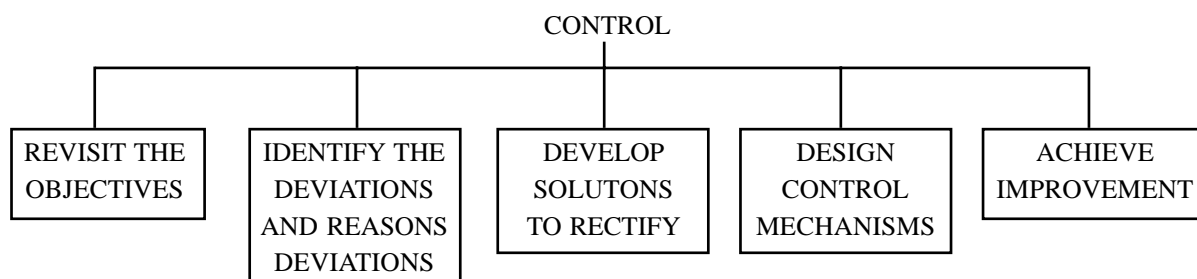 CONTROL
REVISIT THE
OBJECTIVES
IDENTIFY THE
DEVIATIONS
AND REASONS
DEVIATIONS
DEVELOP
SOLUTONS
TO RECTIFY
DESIGN
CONTROL
MECHANISMS
ACHIEVE
IMPROVEMENT